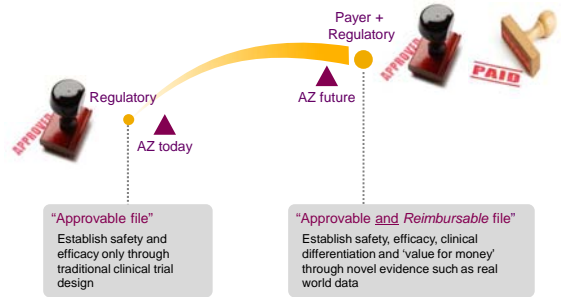 Payer +
Regulatory
APPROVED
PAID
Regulatory
AZ future
APPROVED
AZ today
“Approvable file”
Establish safety and
efficacy only through
traditional clinical trial
design
“Approvable and Reimbursable file”
Establish safety, efficacy, clinical
differentiation and ‘value for money’
through novel evidence such as real
world data